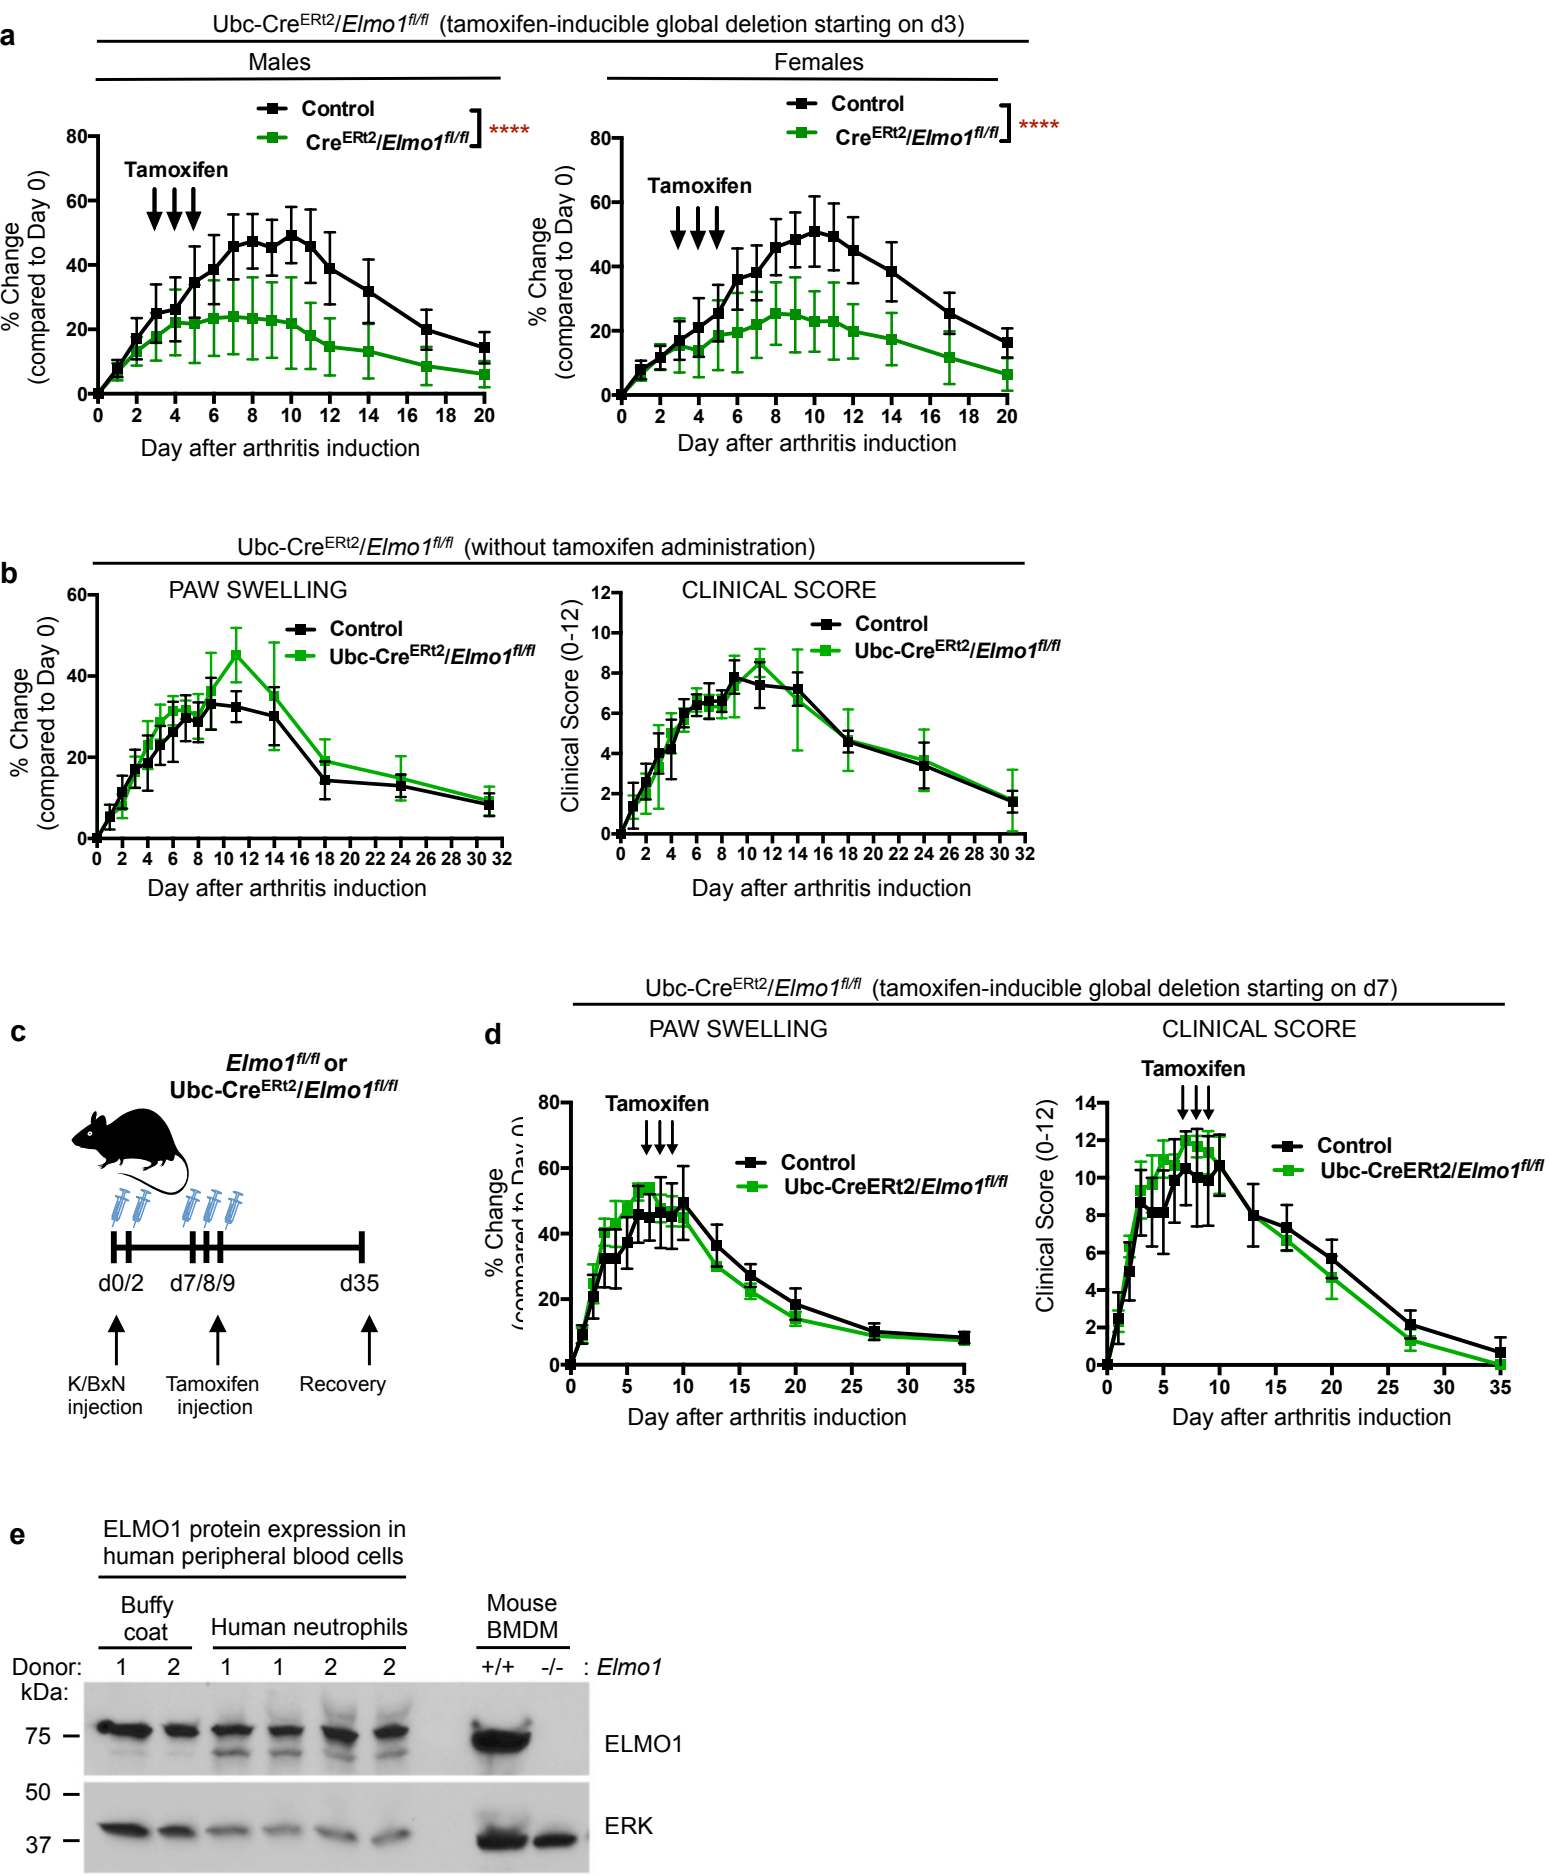 a
Ubc-CreERt2/Elmo1fl/fl (tamoxifen-inducible global deletion starting on d3)
Males
Control
CreERt2/Elmo1fl/fl
****
Tamoxifen
% Change
(compared to Day 0)
80
60
40
20
0
0 2 4 6 8 10 12 14 16 18 20
Day after arthritis induction
Females
Control
CreERt2/Elmo1fl/fl
****
Tamoxifen
% Change
(compared to Day 0)
80
60
40
20
0
0 2 4 6 8 10 12 14 16 18 20
Day after arthritis induction
b
Ubc-CreERt2/Elmo1fl/fl (without tamoxifen administration)
PAW SWELLING
Control
Ubc-CreERt2/Elmo1fl/fl
% Change
(compared to Day 0)
60
40
20
0
0 2 4 6 8 10 12 14 16 18 20 22 24 26 28 30 32
Day after arthritis induction
CLINICAL SCORE
Control
Ubc-CreERt2/Elmo1fl/fl
Clinical Score (0-12)
12
10
8
6
4
2
0
0 2 4 6 8 10 12 14 16 18 20 22 24 26 28 30 32
Day after arthritis induction
c
Elmo1fl/fl or
Ubc-CreERt2/Elmo1fl/fl
d0/2 d7/8/9 d35
K/BxN
injection
Tamoxifen
injection
Recovery
d
Ubc-CreERt2/Elmo1fl/fl (tamoxifen-inducible global deletion starting on d7)
PAW SWELLING
Tamoxifen
Control
Ubc-CreERt2/Elmo1fl/fl
% Change
(compared to Day 0)
80
60
40
20
0
0 5 10 15 20 25 30 35
Day after arthritis induction
CLINICAL SCORE
Tamoxifen
Control
Ubc-CreERt2/Elmo1fl/fl
Clinical Score (0-12)
14
12
10
8
6
4
2
0
0 5 10 15 20 25 30 35
Day after arthritis induction
e
ELMO1 protein expression in
human peripheral blood cells
Buffy
coat
Human neutrophils
Mouse
BMDM
Donor: 1 2 1 1 2 2 +/+ -/- : Elmo1
kDa:
75
ELMO1
50
37
ERK